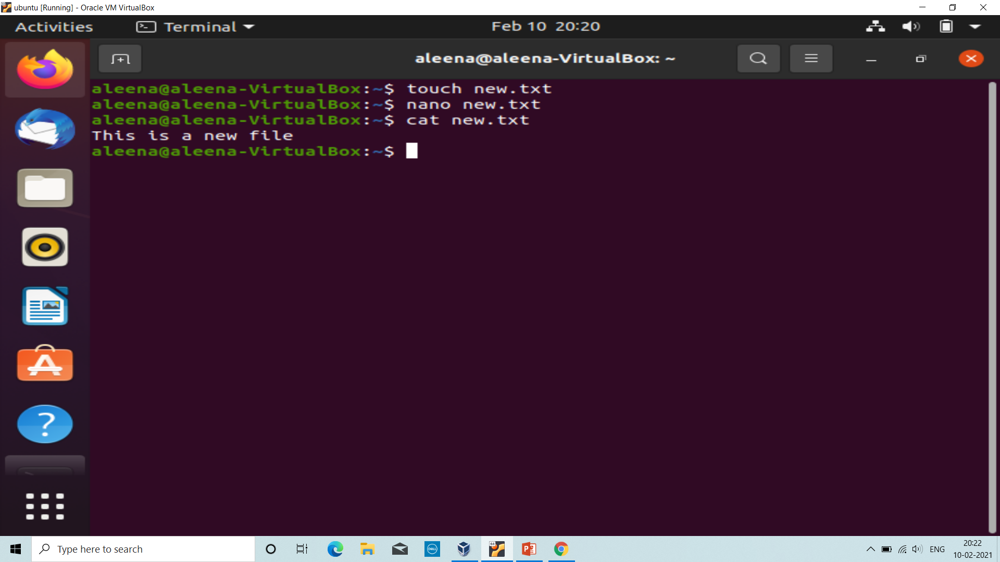 ubuntu [Running] - Oracle VM VirtualBox
Activities Terminal Feb 10 20:20
aleena@aleena-VirtualBox: ~
aleena@aleena-VirtualBox:~$ touch new.txt
aleena@aleena-VirtualBox:~$ nano new.txt
aleena@aleena-VirtualBox:~$ cat new.txt
This is a new file
aleena@aleena-VirtualBox:~$
Type here to search
DELL
64
ENG
20:22
10-02-2021